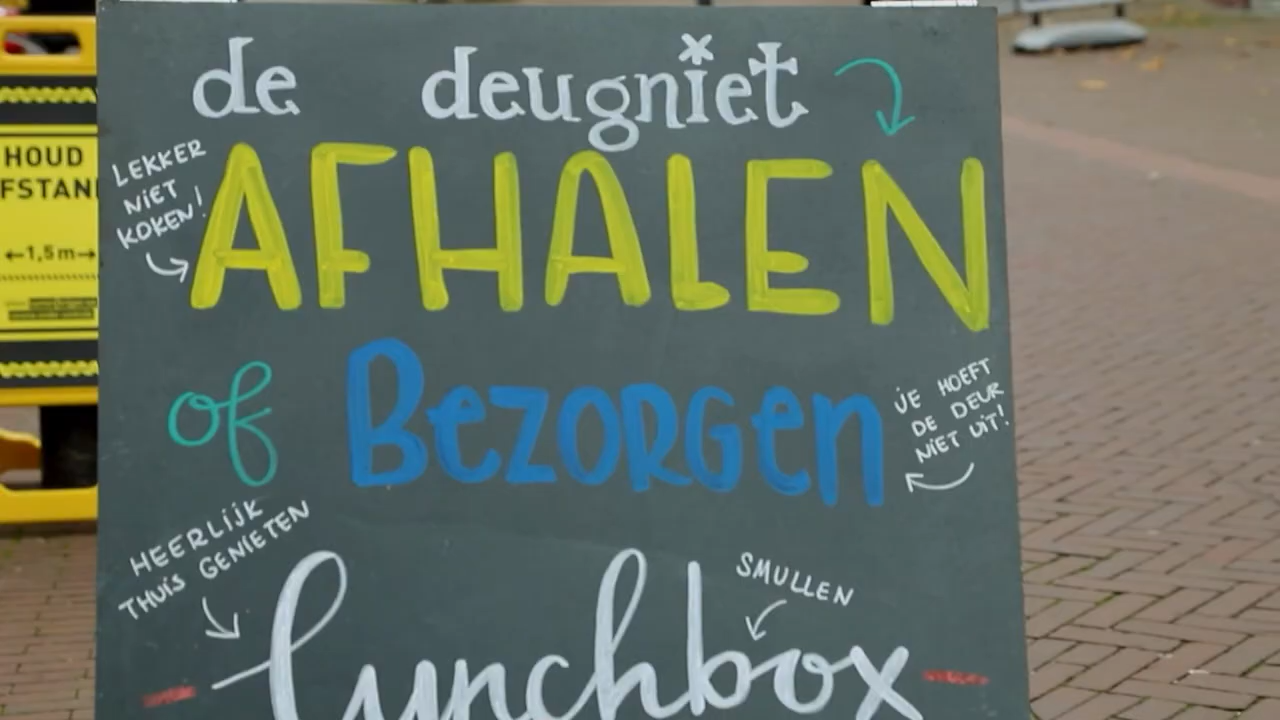 de deugniet
LEKKER
NIET
KOKEN!
AFHALEN
of Bezorgen
JE HOEFT
DE DEUR
NIET UIT!
HEERLIJK
THUIS GENIETEN
SMULLEN
lunchbox
HOUD
FSTAN
←1,5m→